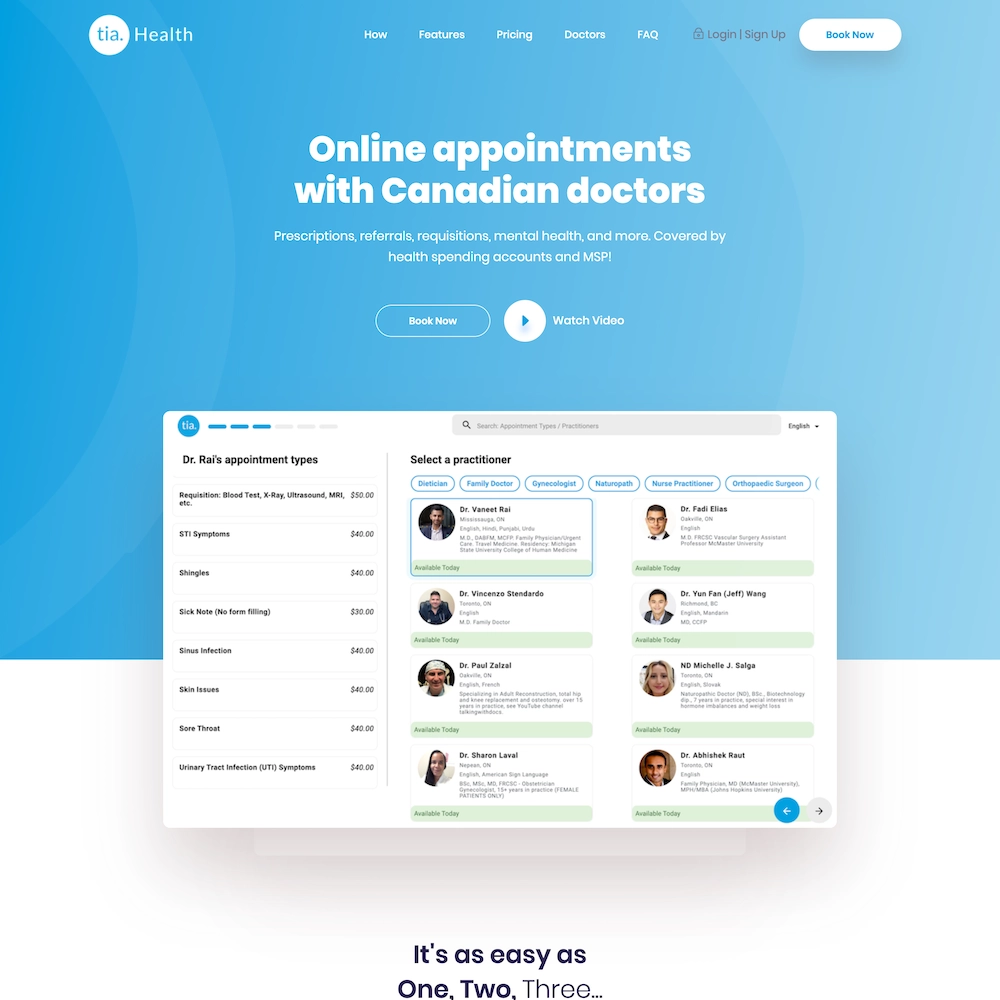 tia. Health
How
Features
Pricing
Doctors
FAQ
Login | Sign Up
Book Now
Online appointments
with Canadian doctors
Prescriptions, referrals, requisitions, mental health, and more. Covered by
health spending accounts and MSP!
Book Now
Watch Video
tia.
Search: Appointment Types / Practitioners
English
Dr. Rai's appointment types
Requisition: Blood Test, X-Ray, Ultrasound, MRI, $50.00
etc.
STI Symptoms $40.00
Shingles $40.00
Sick Note (No form filling) $30.00
Sinus Infection $40.00
Skin Issues $40.00
Sore Throat $40.00
Urinary Tract Infection (UTI) Symptoms $40.00
Select a practitioner
Dietician
Family Doctor
Gynecologist
Naturopath
Nurse Practitioner
Orthopaedic Surgeon
Dr. Vaneet Rai
Mississauga, ON
English, Hindi, Punjabi, Urdu
M.D., DABFM, MCFP. Family Physician/Urgent
Care. Travel Medicine. Residency: Michigan
State University College of Human Medicine
Available Today
Dr. Fadi Elias
Oakville, ON
English
M.D. FRCSC Vascular Surgery Assistant
Professor McMaster University
Available Today
Dr. Vincenzo Stendardo
Toronto, ON
English
M.D. Family Doctor
Available Today
Dr. Yun Fan (Jeff) Wang
Richmond, BC
English, Mandarin
MD, CCFP
Available Today
Dr. Paul Zalzal
Oakville, ON
English, French
Specializing in Adult Reconstruction, total hip
and knee replacement and osteotomy. over 15
years in practice, see YouTube channel
talkingwithdocs.
Available Today
ND Michelle J. Salga
Toronto, ON
English, Slovak
Naturopathic Doctor (ND), BSc., Biotechnology
dip., 7 years in practice, special interest in
hormone imbalances and weight loss
Available Today
Dr. Sharon Laval
Nepean, ON
English, American Sign Language
BSc, MSc, MD, FRCSC - Obstetrician
Gynecologist, 15+ years in practice (FEMALE
PATIENTS ONLY)
Available Today
Dr. Abhishek Raut
Toronto, ON
English
Family Physician, MD (McMaster University),
MPH/MBA (Johns Hopkins University)
Available Today
It's as easy as
One, Two, Three...